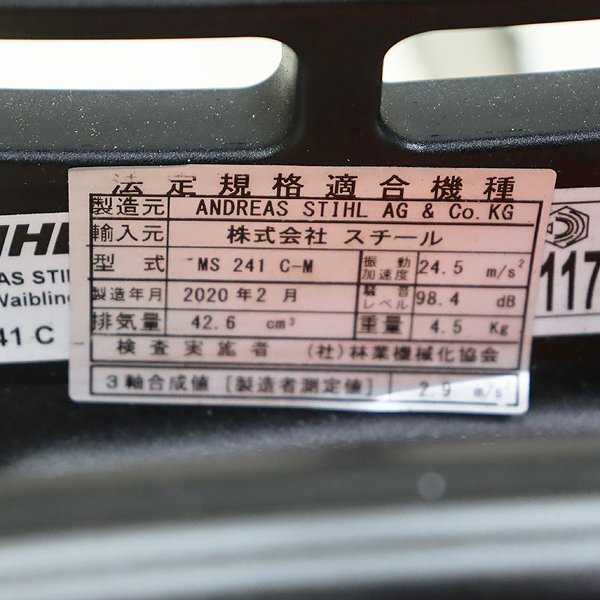 法定規格適合機種
製造元 ANDREAS STIHL AG & Co.KG
輸入元 株式会社 スチール
型式 MS 241 C-M 振動加速度 24.5 m/s²
製造年月 2020年2月 騒音レベル 98.4 dB
排気量 42.6 cm³ 重量 4.5 Kg
検査実施者 (社)林業機械化協会
3軸合成値 [製造者測定値] 2.9 m/s²
IHL
AS STIHL
Waibling
41 C
117